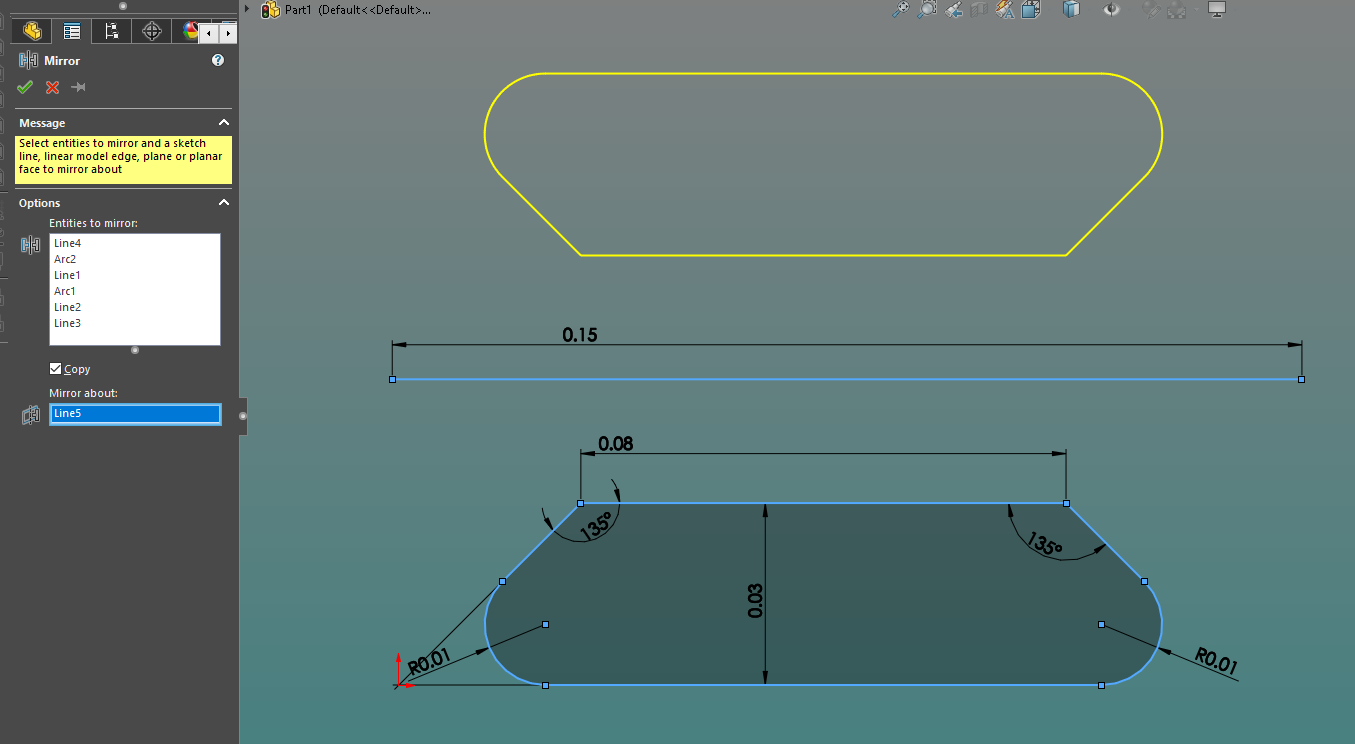 Part1 (Default<<Default>...
Mirror
?
Message
Select entities to mirror and a sketch
line, linear model edge, plane or planar
face to mirror about
Options
Entities to mirror:
Line4
Arc2
Line1
Arc1
Line2
Line3
Copy
Mirror about:
Line5
0.15
0.08
135°
135°
0.03
R0.01
R0.01